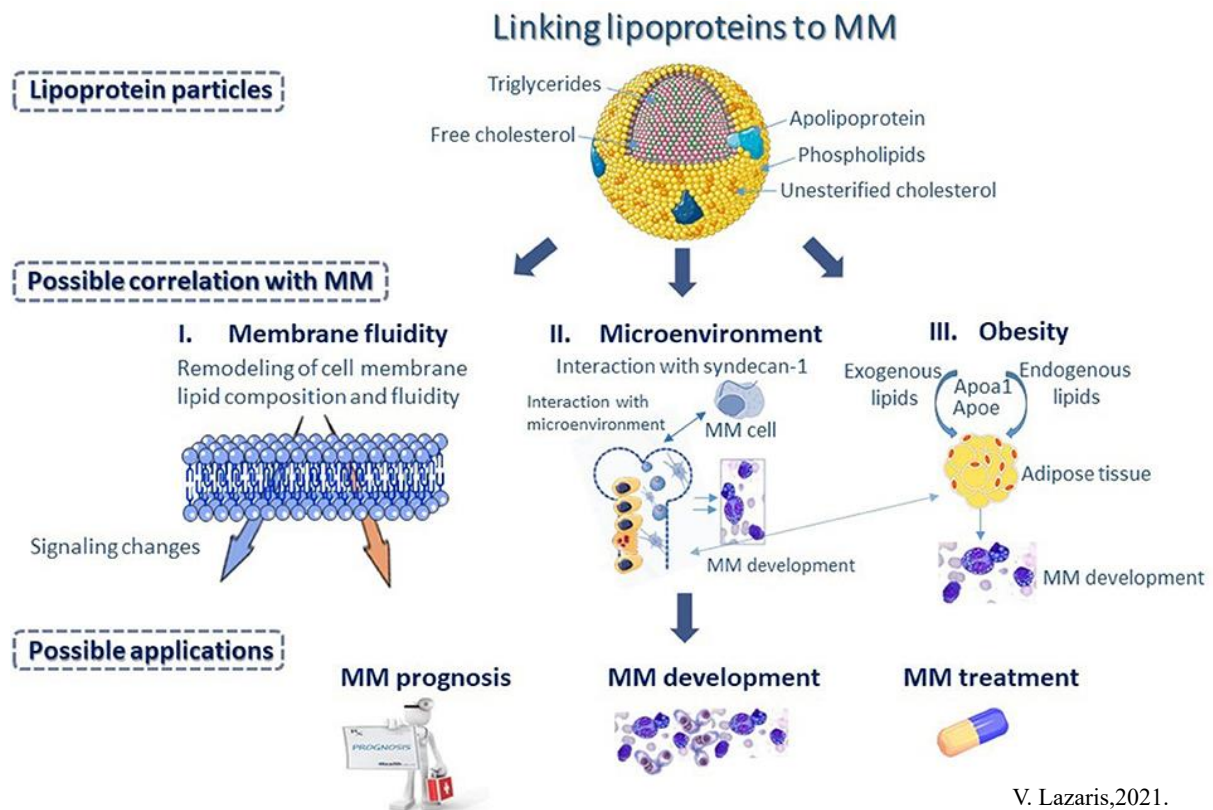 Linking lipoproteins to MM
Lipoprotein particles
Triglycerides
Free cholesterol
Apolipoprotein
Phospholipids
Unesterified cholesterol
Possible correlation with MM
I. Membrane fluidity
Remodeling of cell membrane
lipid composition and fluidity
Signaling changes
II. Microenvironment
Interaction with syndecan-1
Interaction with
microenvironment
MM cell
MM development
III. Obesity
Exogenous
lipids
Apoa1
Apoe
Endogenous
lipids
Adipose tissue
MM development
Possible applications
MM prognosis
PROGNOSIS
MM development
MM treatment
V. Lazaris,2021.